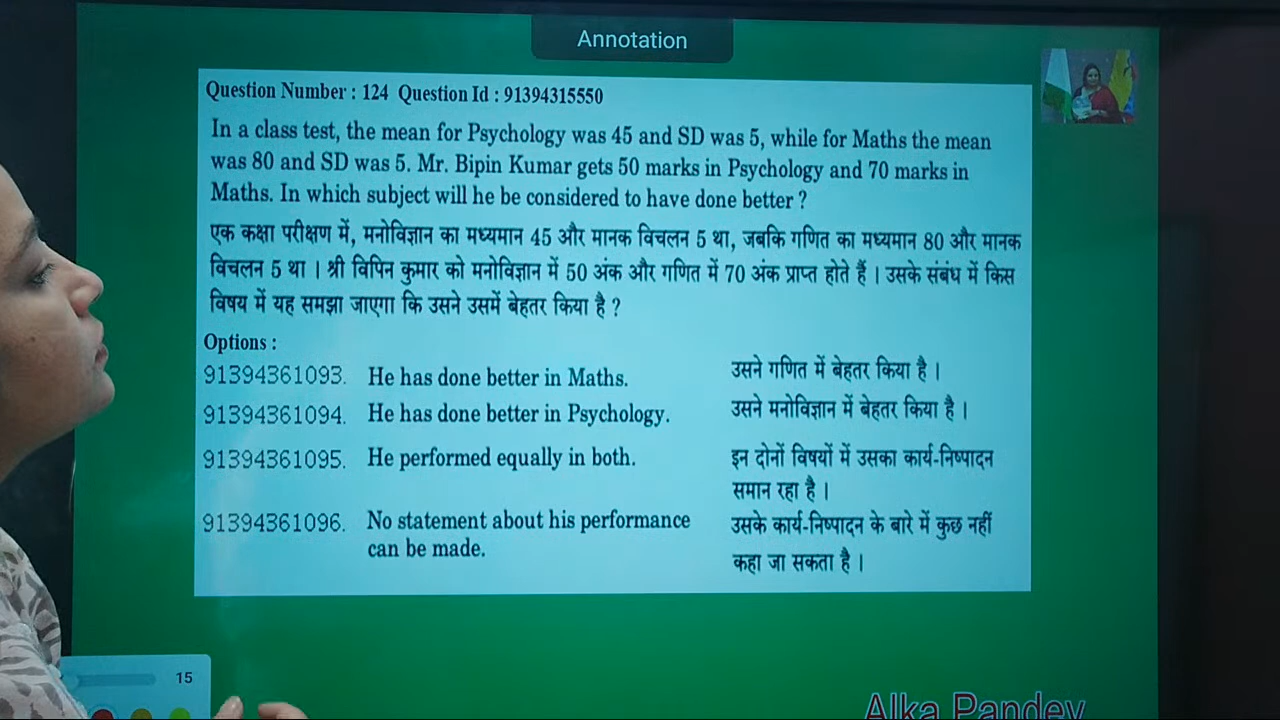 Annotation
Question Number : 124 Question Id : 91394315550
In a class test, the mean for Psychology was 45 and SD was 5, while for Maths the mean
was 80 and SD was 5. Mr. Bipin Kumar gets 50 marks in Psychology and 70 marks in
Maths. In which subject will he be considered to have done better ?
एक कक्षा परीक्षण में, मनोविज्ञान का मध्यमान 45 और मानक विचलन 5 था, जबकि गणित का मध्यमान 80 और मानक
विचलन 5 था । श्री विपिन कुमार को मनोविज्ञान में 50 अंक और गणित में 70 अंक प्राप्त होते हैं । उसके संबंध में किस
विषय में यह समझा जाएगा कि उसने उसमें बेहतर किया है ?
Options :
91394361093. He has done better in Maths. उसने गणित में बेहतर किया है ।
91394361094. He has done better in Psychology. उसने मनोविज्ञान में बेहतर किया है ।
91394361095. He performed equally in both. इन दोनों विषयों में उसका कार्य-निष्पादन
समान रहा है ।
91394361096. No statement about his performance उसके कार्य-निष्पादन के बारे में कुछ नहीं
can be made. कहा जा सकता है ।
15
Alka Pandey